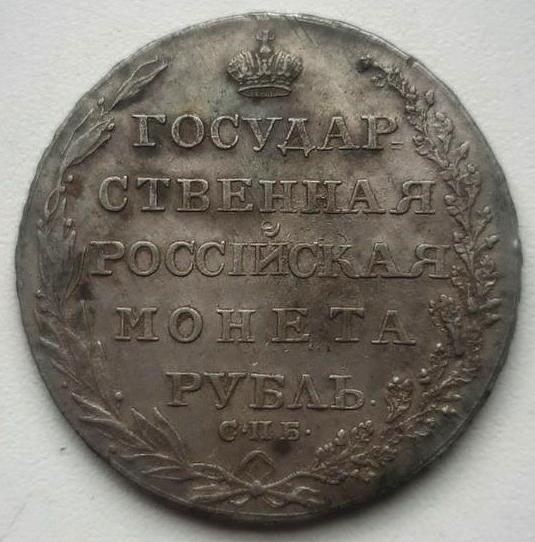 ГОСУДАР-
СТВЕННАЯ
РОССІЙСКАЯ
МОНЕТА
РУБЛЬ.
С·П·Б·